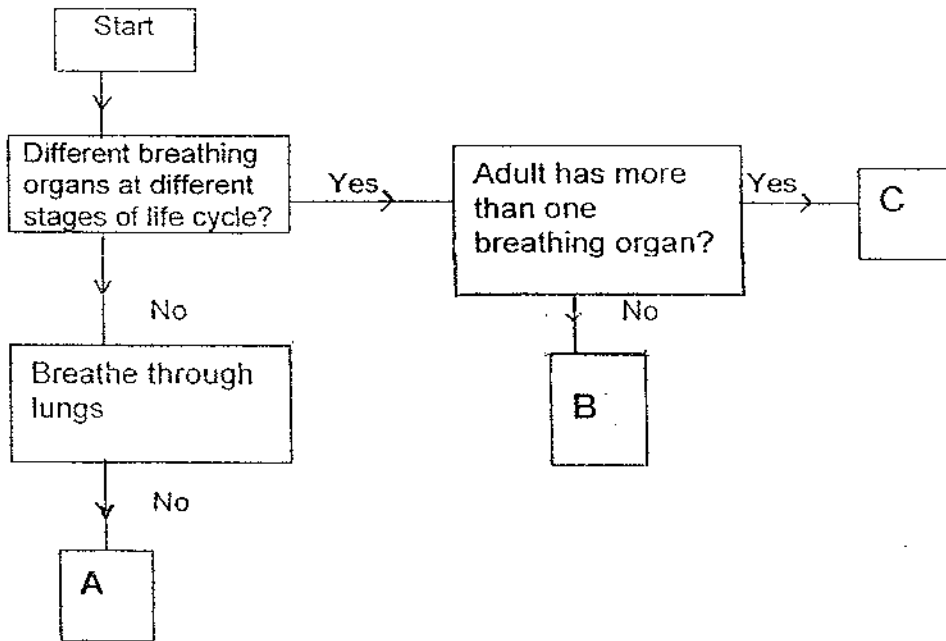 Start
Different breathing
organs at different
stages of life cycle?
Yes
Adult has more
than one
breathing organ?
Yes
C
No
No
Breathe through
lungs
B
No
A